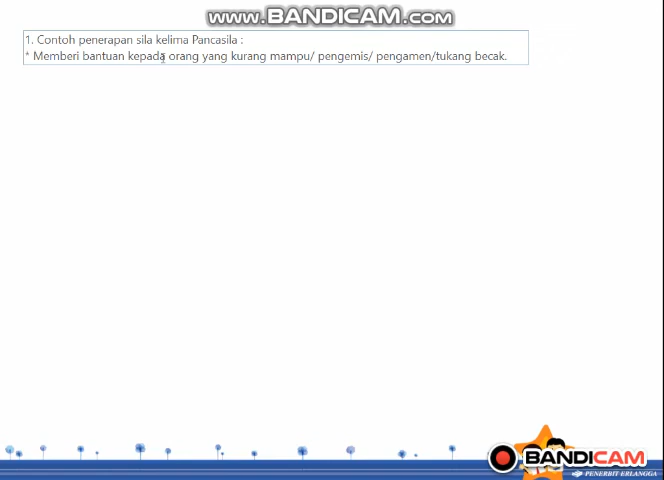 www.BANDICAM.com
1. Contoh penerapan sila kelima Pancasila :
* Memberi bantuan kepada orang yang kurang mampu/ pengemis/ pengamen/tukang becak.
BANDICAM
PENERBIT ERLANGGA